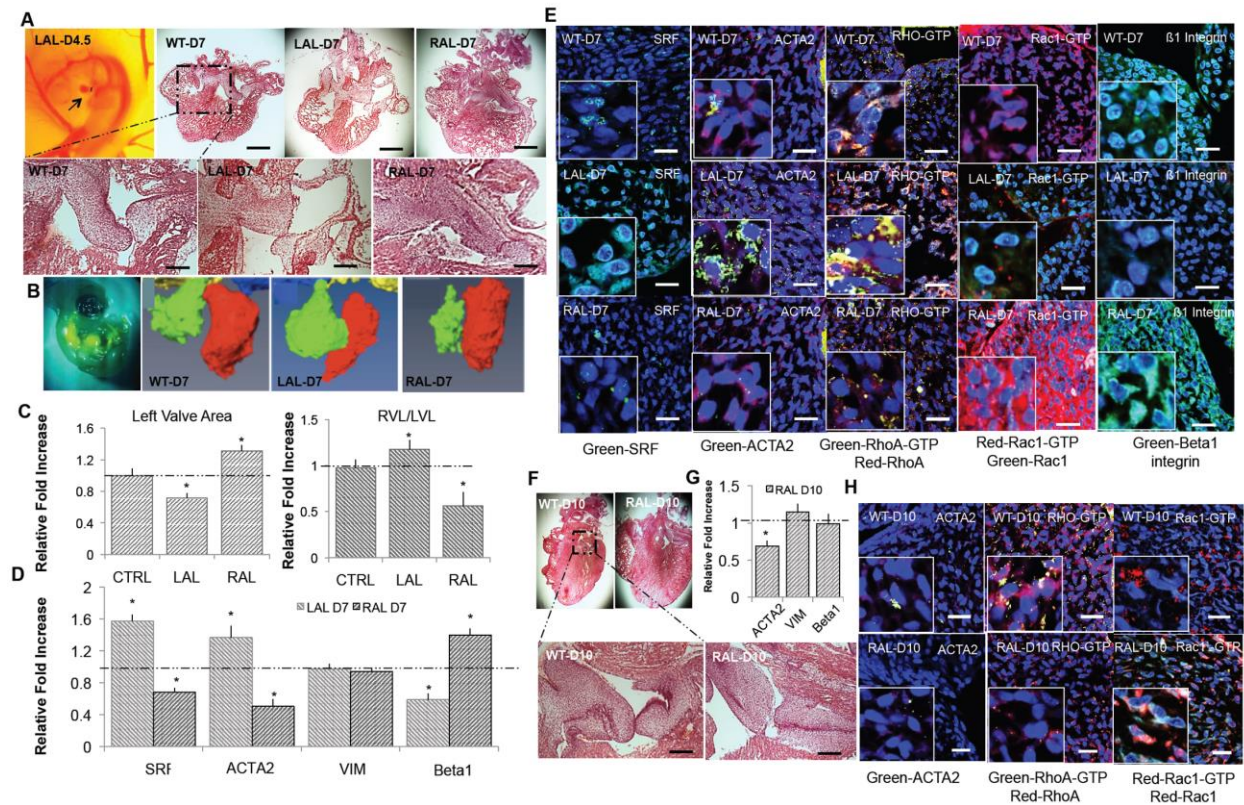 A
LAL-D4.5
WT-D7
LAL-D7
RAL-D7
WT-D7
LAL-D7
RAL-D7
B
WT-D7
LAL-D7
RAL-D7
C
Left Valve Area
Relative Fold Increase
1.6
1.2
0.8
0.4
0
*
*
CTRL
LAL
RAL
RVL/LVL
Relative Fold Increase
1.5
1
0.5
0
*
*
CTRL
LAL
RAL
D
Relative Fold Increase
LAL D7
RAL D7
1.6
1.2
0.8
0.4
0
*
*
*
*
*
*
SRF
ACTA2
VIM
Beta1
E
WT-D7
SRF
WT-D7
ACTA2
WT-D7
RHO-GTP
WT-D7
Rac1-GTP
WT-D7
ß1 Integrin
LAL-D7
SRF
LAL-D7
ACTA2
LAL-D7
RHO-GTP
LAL-D7
Rac1-GTP
LAL-D7
ß1 Integrin
RAL-D7
SRF
RAL-D7
ACTA2
RAL-D7
RHO-GTP
RAL-D7
Rac1-GTP
RAL-D7
ß1 Integrin
Green-SRF
Green-ACTA2
Green-RhoA-GTP
Red-RhoA
Red-Rac1-GTP
Green-Rac1
Green-Beta1
integrin
F
WT-D10
RAL-D10
WT-D10
RAL-D10
G
Relative Fold Increase
RAL D10
1.5
1
0.5
0
*
ACTA2
VIM
Beta1
H
WT-D10
ACTA2
WT-D10
RHO-GTP
WT-D10
Rac1-GTP
RAL-D10
ACTA2
RAL-D10
RHO-GTP
RAL-D10
Rac1'-GTP
Green-ACTA2
Green-RhoA-GTP
Red-RhoA
Red-Rac1-GTP
Red-Rac1